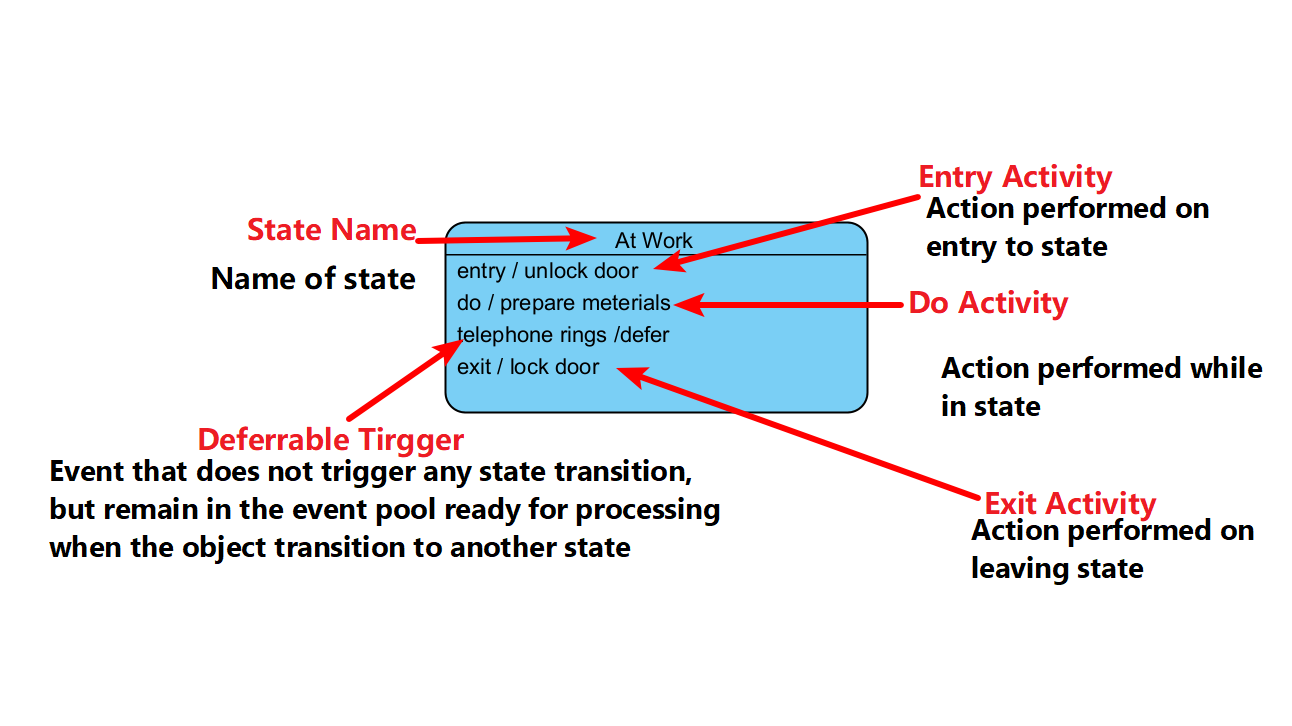 State Name
Name of state
At Work
entry / unlock door
do / prepare meterials
telephone rings /defer
exit / lock door
Entry Activity
Action performed on
entry to state
Do Activity
Action performed while
in state
Deferrable Tirgger
Event that does not trigger any state transition,
but remain in the event pool ready for processing
when the object transition to another state
Exit Activity
Action performed on
leaving state